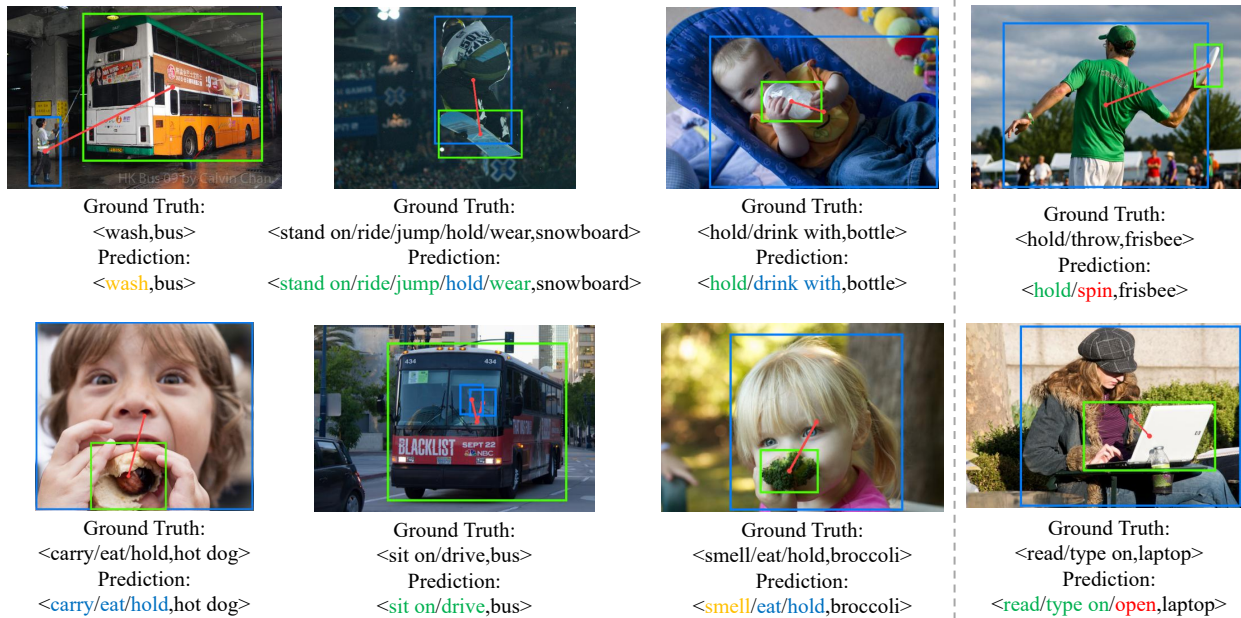 HK Bus 09 by Calvin Chan
Ground Truth:
<wash,bus>
Prediction:
<wash,bus>
Ground Truth:
<stand on/ride/jump/hold/wear,snowboard>
Prediction:
<stand on/ride/jump/hold/wear,snowboard>
Ground Truth:
<hold/drink with,bottle>
Prediction:
<hold/drink with,bottle>
Ground Truth:
<hold/throw,frisbee>
Prediction:
<hold/spin,frisbee>
Ground Truth:
<carry/eat/hold,hot dog>
Prediction:
<carry/eat/hold,hot dog>
434
434
BLACKLIST
SEPT 22
NBC
Ground Truth:
<sit on/drive,bus>
Prediction:
<sit on/drive,bus>
Ground Truth:
<smell/eat/hold,broccoli>
Prediction:
<smell/eat/hold,broccoli>
Ground Truth:
<read/type on,laptop>
Prediction:
<read/type on/open,laptop>